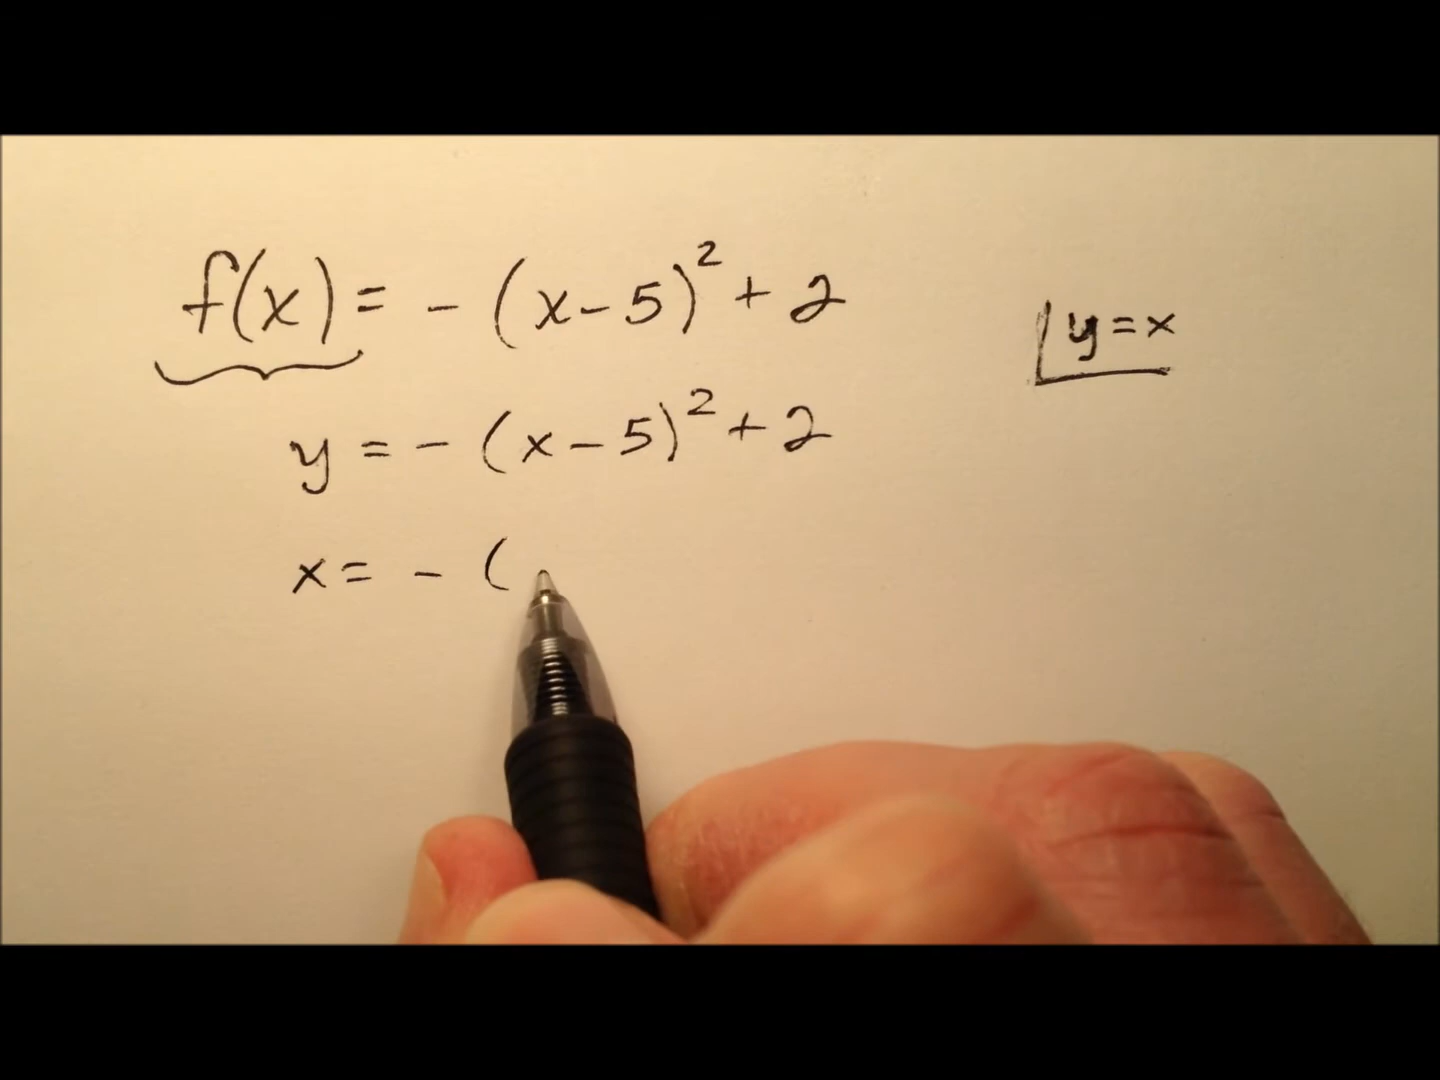 f(x) = - (x-5)² + 2
y=x
y = - (x-5)² + 2
x = - (